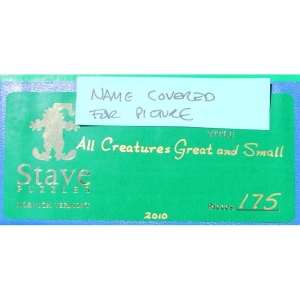 NAME COVERED
FOR PICTURE
TITLE
All Creatures Great and Small
Stave
PUZZLES
NORWICH VERMONT
Pieces 175
2010